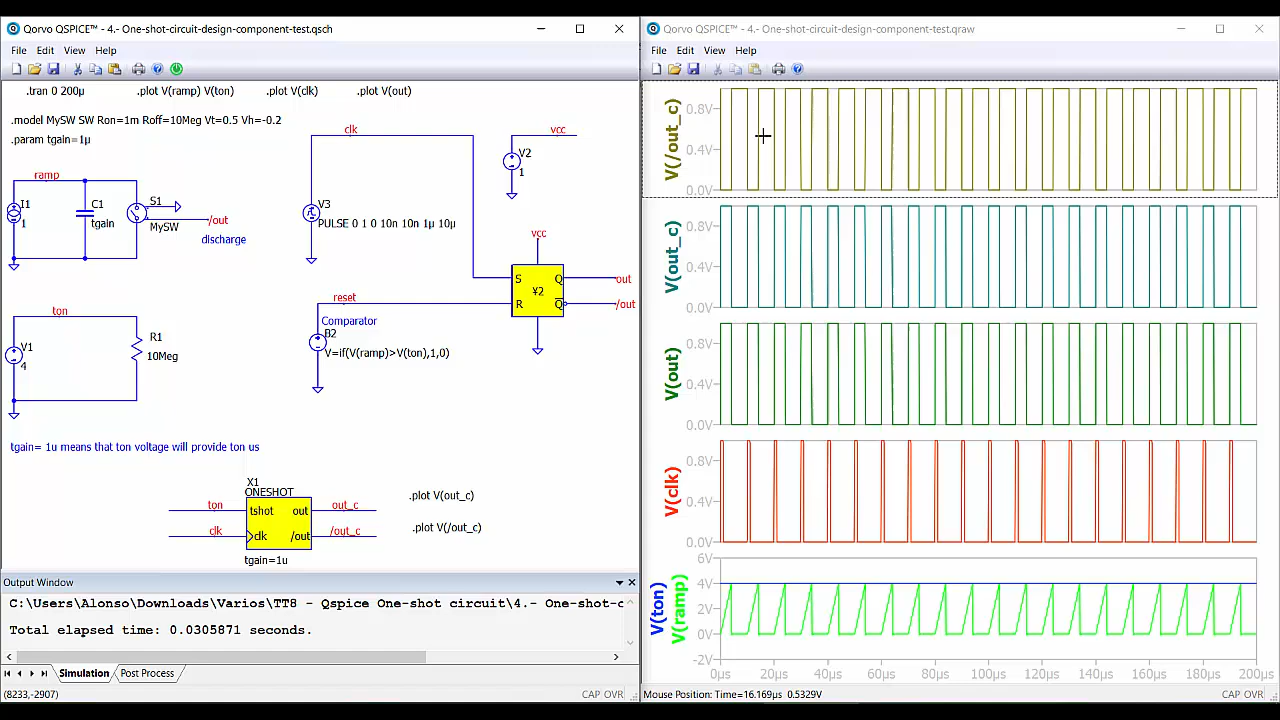 Qorvo QSPICE™ - 4.- One-shot-circuit-design-component-test.qsch
File Edit View Help
.tran 0 200µ .plot V(ramp) V(ton) .plot V(clk) .plot V(out)
.model MySW SW Ron=1m Roff=10Meg Vt=0.5 Vh=-0.2
.param tgain=1µ
ramp
I1
1
C1
tgain
S1
MySW
/out
discharge
clk
V3
PULSE 0 1 0 10n 10n 1µ 10µ
vcc
V2
1
vcc
S Q
¥2
R Q
out
/out
reset
Comparator
B2
V=if(V(ramp)>V(ton),1,0)
ton
V1
4
R1
10Meg
tgain= 1u means that ton voltage will provide ton us
X1
ONESHOT
ton tshot out out_c
clk clk /out /out_c
tgain=1u
.plot V(out_c)
.plot V(/out_c)
Output Window
C:\Users\Alonso\Downloads\Varios\TT8 - Qspice One-shot circuit\4.- One-shot-c
Total elapsed time: 0.0305871 seconds.
Simulation Post Process
(8233,-2907) CAP OVR
Qorvo QSPICE™ - 4.- One-shot-circuit-design-component-test.qraw
File Edit View Help
V(/out_c)
0.8V
0.4V
0.0V
V(out_c)
0.8V
0.4V
0.0V
V(out)
0.8V
0.4V
0.0V
V(clk)
0.8V
0.4V
0.0V
V(ton)
V(ramp)
6V
4V
2V
0V
-2V
0µs 20µs 40µs 60µs 80µs 100µs 120µs 140µs 160µs 180µs 200µs
Mouse Position: Time=16.169µs 0.5329V CAP OVR